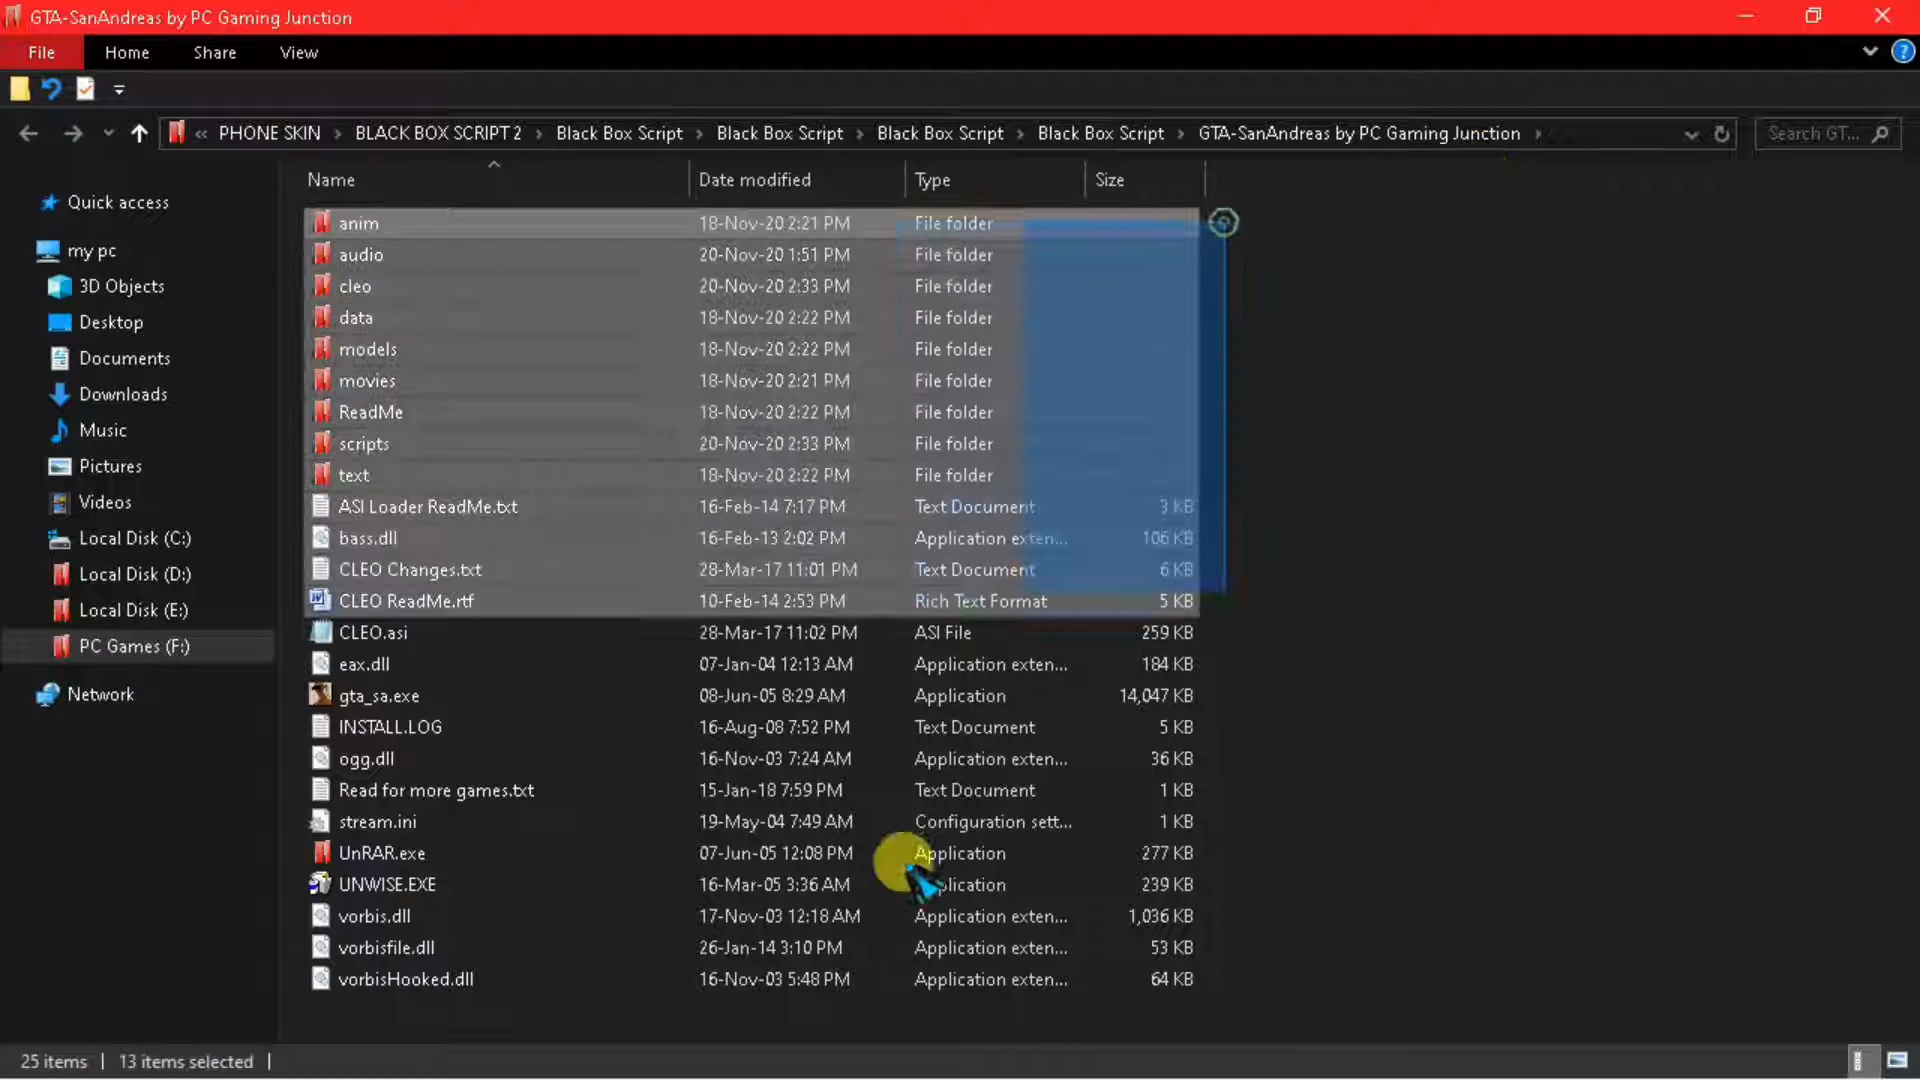 GTA-SanAndreas by PC Gaming Junction
File Home Share View
« PHONE SKIN > BLACK BOX SCRIPT 2 > Black Box Script > Black Box Script > Black Box Script > Black Box Script > GTA-SanAndreas by PC Gaming Junction >
Search GT...
Name Date modified Type Size
Quick access
my pc
3D Objects
Desktop
Documents
Downloads
Music
Pictures
Videos
Local Disk (C:)
Local Disk (D:)
Local Disk (E:)
PC Games (F:)
Network
anim 18-Nov-20 2:21 PM File folder
audio 20-Nov-20 1:51 PM File folder
cleo 20-Nov-20 2:33 PM File folder
data 18-Nov-20 2:22 PM File folder
models 18-Nov-20 2:22 PM File folder
movies 18-Nov-20 2:21 PM File folder
ReadMe 18-Nov-20 2:22 PM File folder
scripts 20-Nov-20 2:33 PM File folder
text 18-Nov-20 2:22 PM File folder
ASI Loader ReadMe.txt 16-Feb-14 7:17 PM Text Document 3 KB
bass.dll 16-Feb-13 2:02 PM Application exten... 106 KB
CLEO Changes.txt 28-Mar-17 11:01 PM Text Document 6 KB
CLEO ReadMe.rtf 10-Feb-14 2:53 PM Rich Text Format 5 KB
CLEO.asi 28-Mar-17 11:02 PM ASI File 259 KB
eax.dll 07-Jan-04 12:13 AM Application exten... 184 KB
gta_sa.exe 08-Jun-05 8:29 AM Application 14,047 KB
INSTALL.LOG 16-Aug-08 7:52 PM Text Document 5 KB
ogg.dll 16-Nov-03 7:24 AM Application exten... 36 KB
Read for more games.txt 15-Jan-18 7:59 PM Text Document 1 KB
stream.ini 19-May-04 7:49 AM Configuration sett... 1 KB
UnRAR.exe 07-Jun-05 12:08 PM Application 277 KB
UNWISE.EXE 16-Mar-05 3:36 AM Application 239 KB
vorbis.dll 17-Nov-03 12:18 AM Application exten... 1,036 KB
vorbisfile.dll 26-Jan-14 3:10 PM Application exten... 53 KB
vorbisHooked.dll 16-Nov-03 5:48 PM Application exten... 64 KB
25 items | 13 items selected |